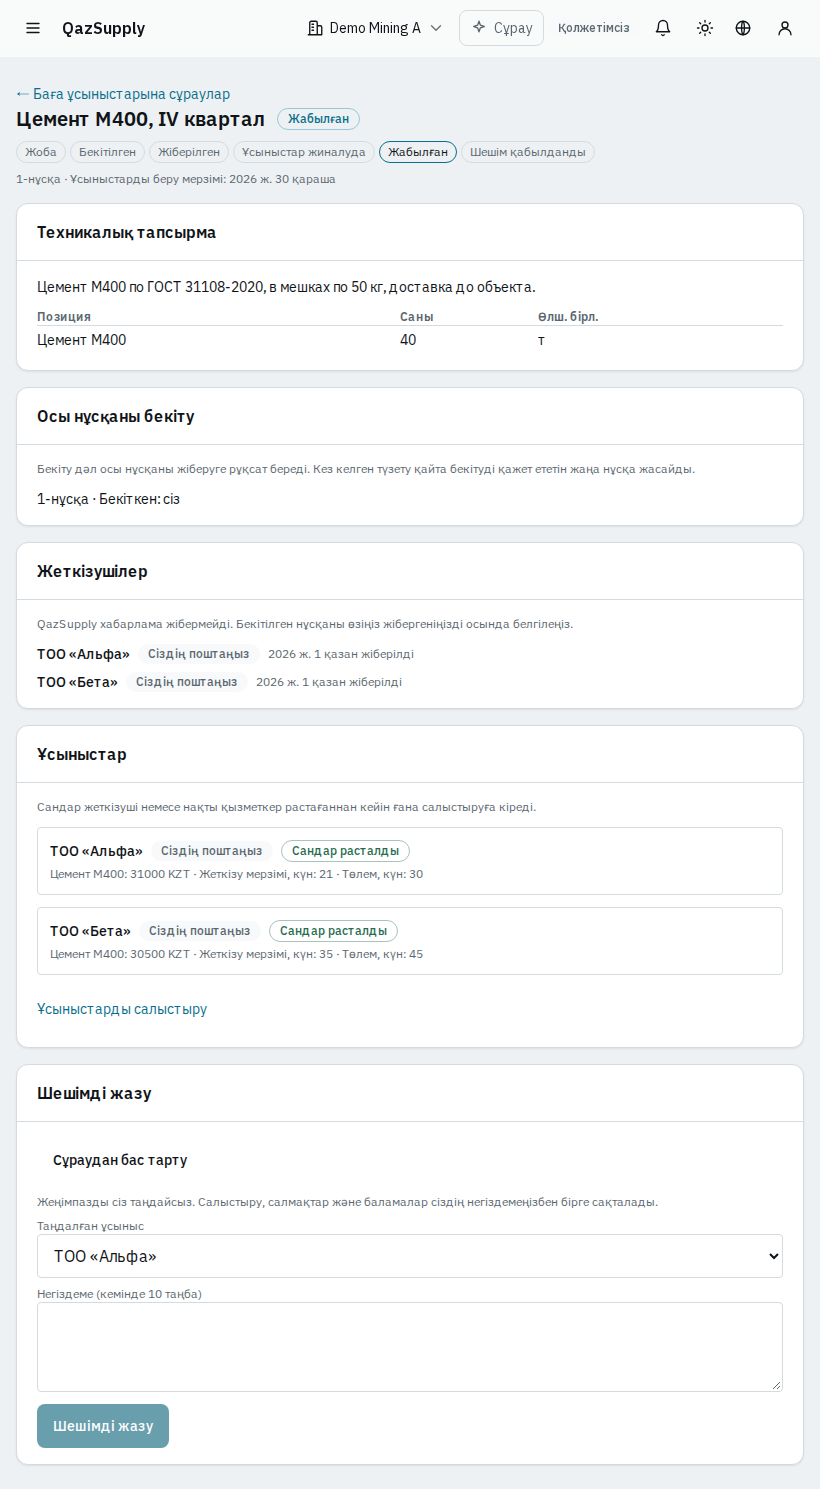 QazSupply
Demo Mining A
Сұрау
Қолжетімсіз
← Баға ұсыныстарына сұраулар
Цемент М400, IV квартал
Жабылған
Жоба
Бекітілген
Жіберілген
Ұсыныстар жиналуда
Жабылған
Шешім қабылданды
1-нұсқа · Ұсыныстарды беру мерзімі: 2026 ж. 30 қараша
Техникалық тапсырма
Цемент М400 по ГОСТ 31108-2020, в мешках по 50 кг, доставка до объекта.
Позиция Саны Өлш. бірл.
Цемент М400 40 т
Осы нұсқаны бекіту
Бекіту дәл осы нұсқаны жіберуге рұқсат береді. Кез келген түзету қайта бекітуді қажет ететін жаңа нұсқа жасайды.
1-нұсқа · Бекіткен: сіз
Жеткізушілер
QazSupply хабарлама жібермейді. Бекітілген нұсқаны өзіңіз жібергеніңізді осында белгілеңіз.
ТОО «Альфа» Сіздің поштаңыз 2026 ж. 1 қазан жіберілді
ТОО «Бета» Сіздің поштаңыз 2026 ж. 1 қазан жіберілді
Ұсыныстар
Сандар жеткізуші немесе нақты қызметкер растағаннан кейін ғана салыстыруға кіреді.
ТОО «Альфа» Сіздің поштаңыз Сандар расталды
Цемент М400: 31000 KZT · Жеткізу мерзімі, күн: 21 · Төлем, күн: 30
ТОО «Бета» Сіздің поштаңыз Сандар расталды
Цемент М400: 30500 KZT · Жеткізу мерзімі, күн: 35 · Төлем, күн: 45
Ұсыныстарды салыстыру
Шешімді жазу
Сұраудан бас тарту
Жеңімпазды сіз таңдайсыз. Салыстыру, салмақтар және баламалар сіздің негіздемеңізбен бірге сақталады.
Таңдалған ұсыныс
ТОО «Альфа»
Негіздеме (кемінде 10 таңба)
Шешімді жазу